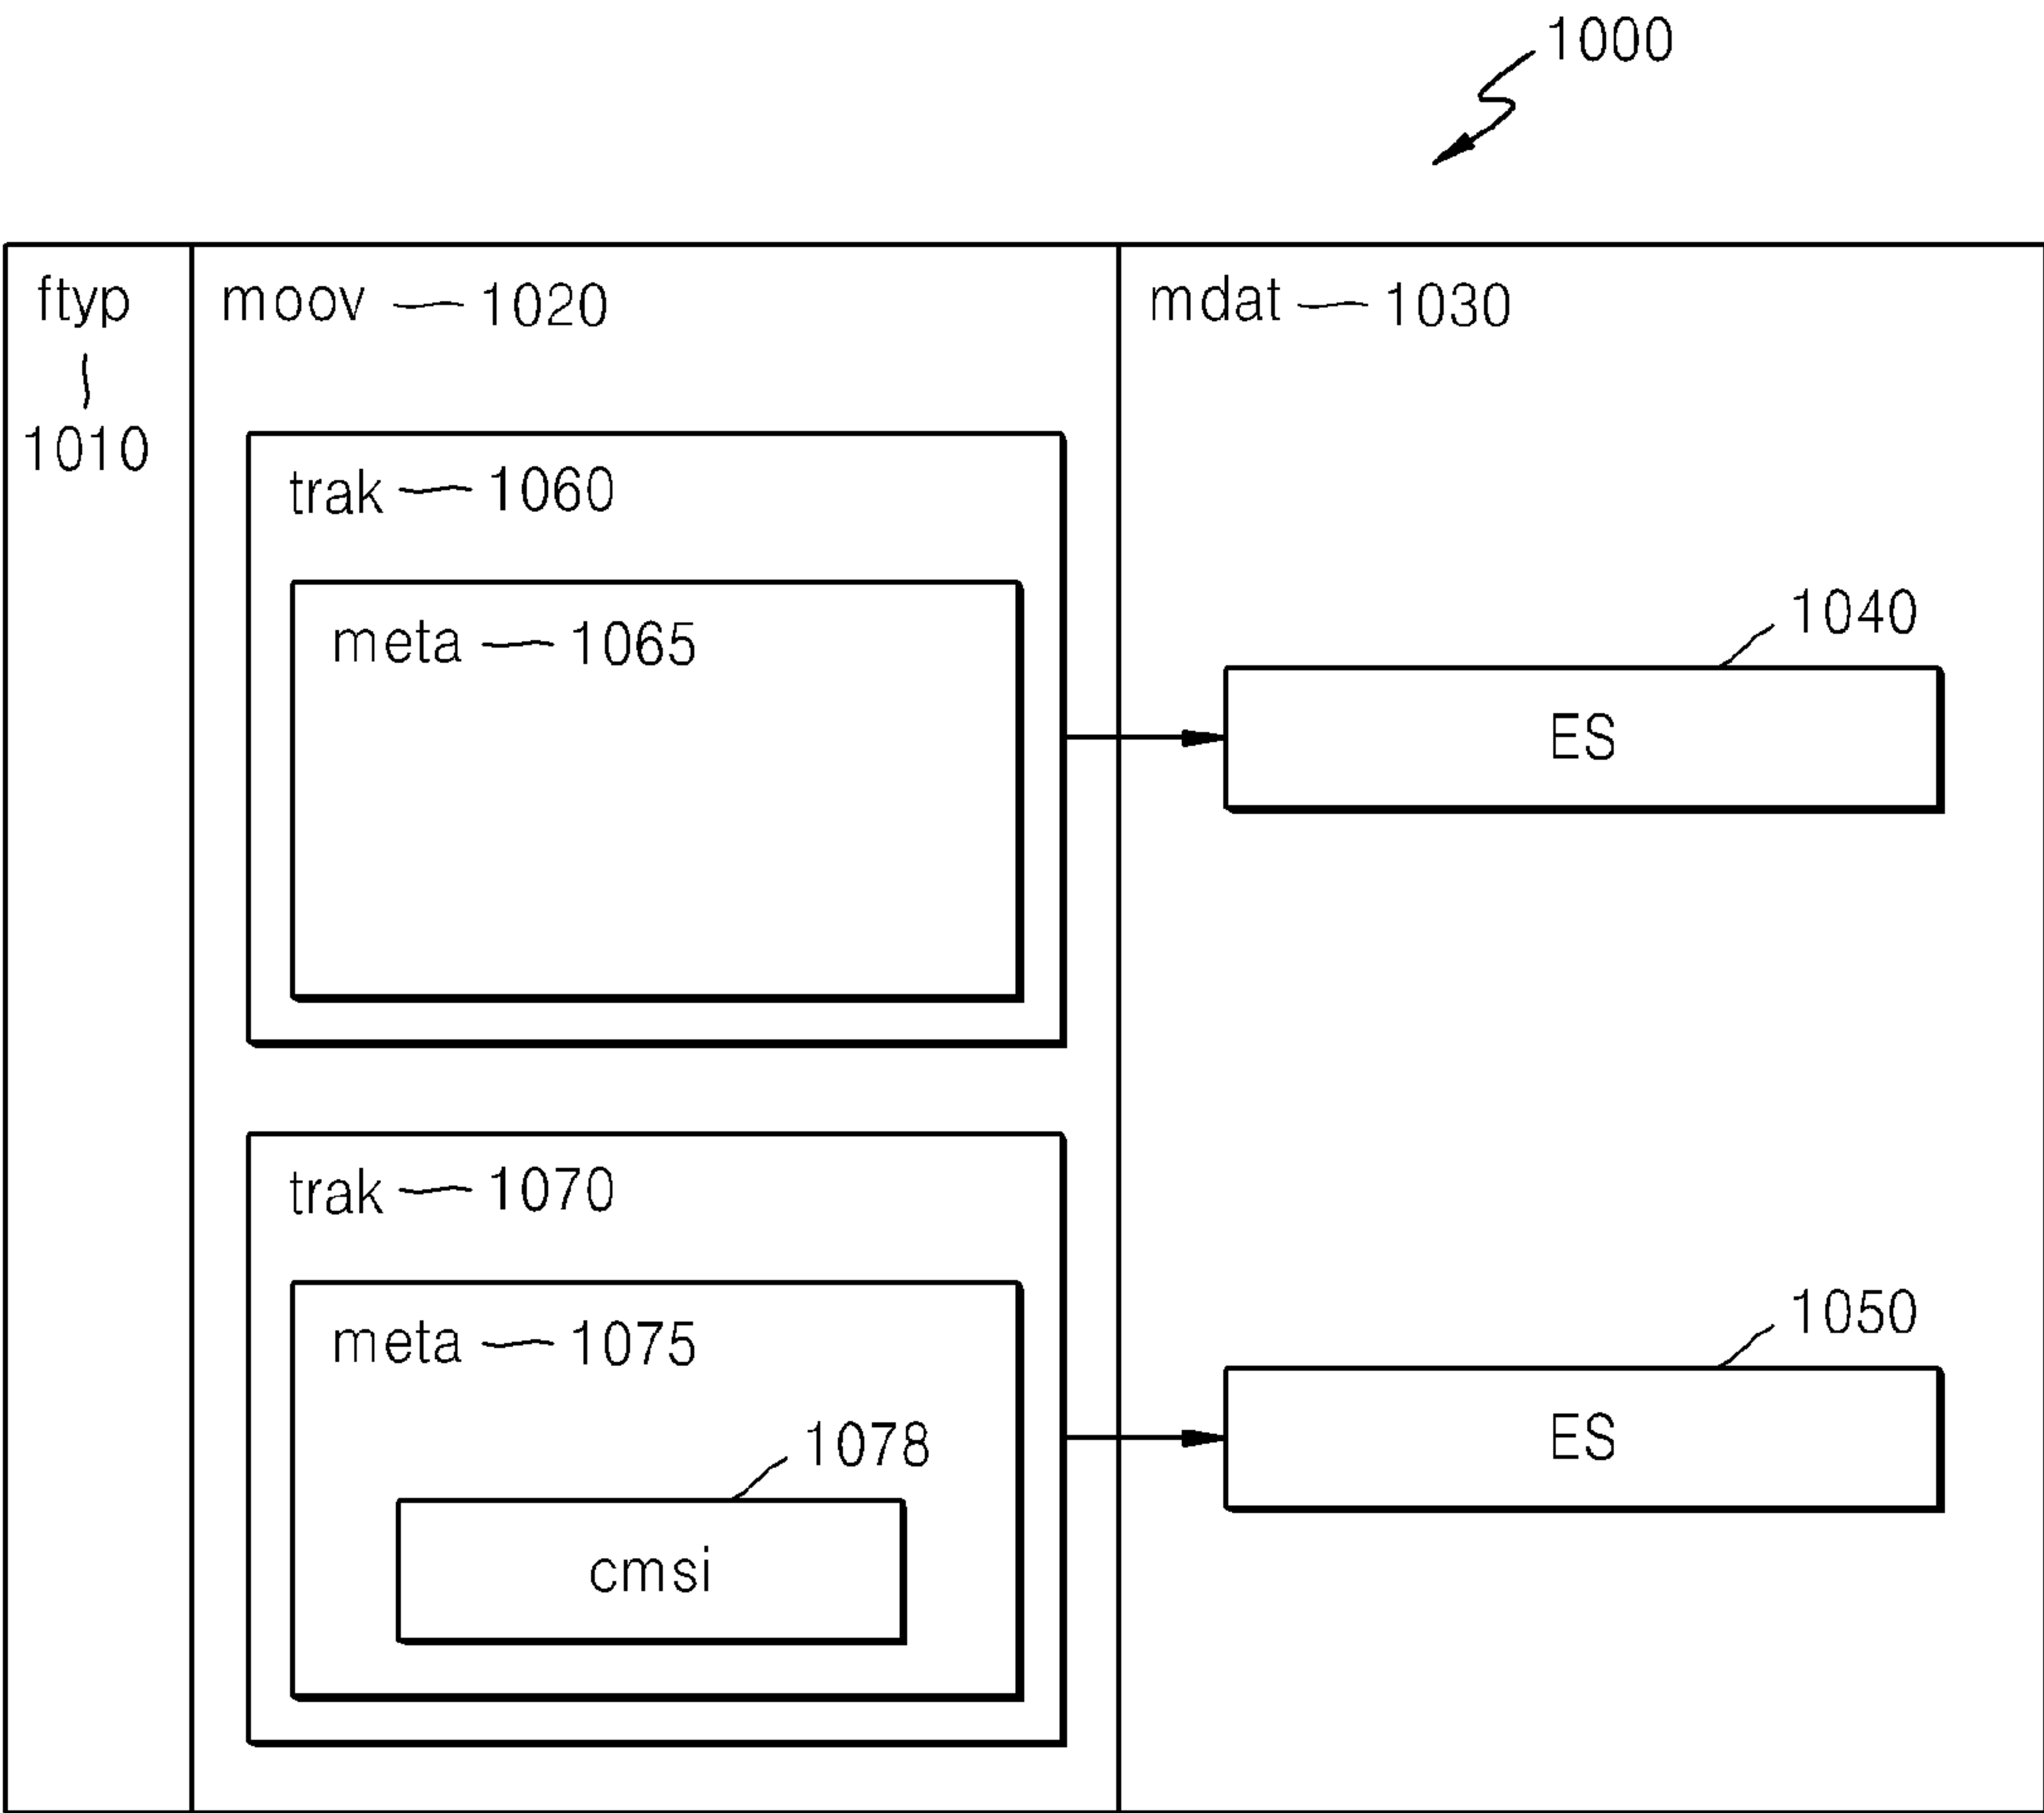 1000
ftyp
1010
moov 1020
mdat 1030
trak 1060
meta 1065
1040
ES
trak 1070
meta 1075
1078
cmsi
1050
ES